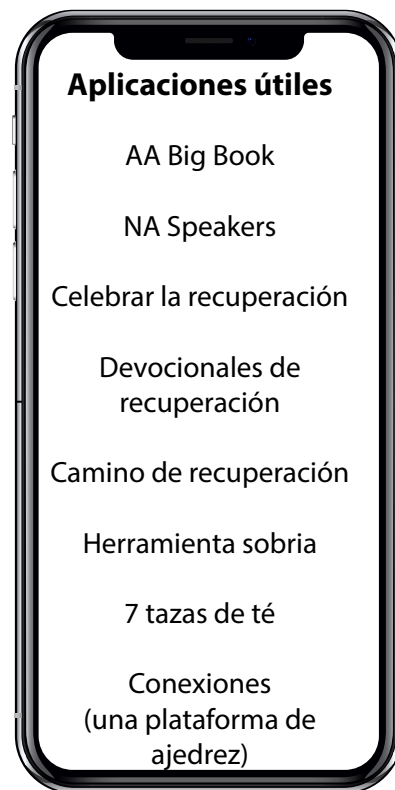 Aplicaciones útiles
AA Big Book
NA Speakers
Celebrar la recuperación
Devocionales de
recuperación
Camino de recuperación
Herramienta sobria
7 tazas de té
Conexiones
(una plataforma de
ajedrez)